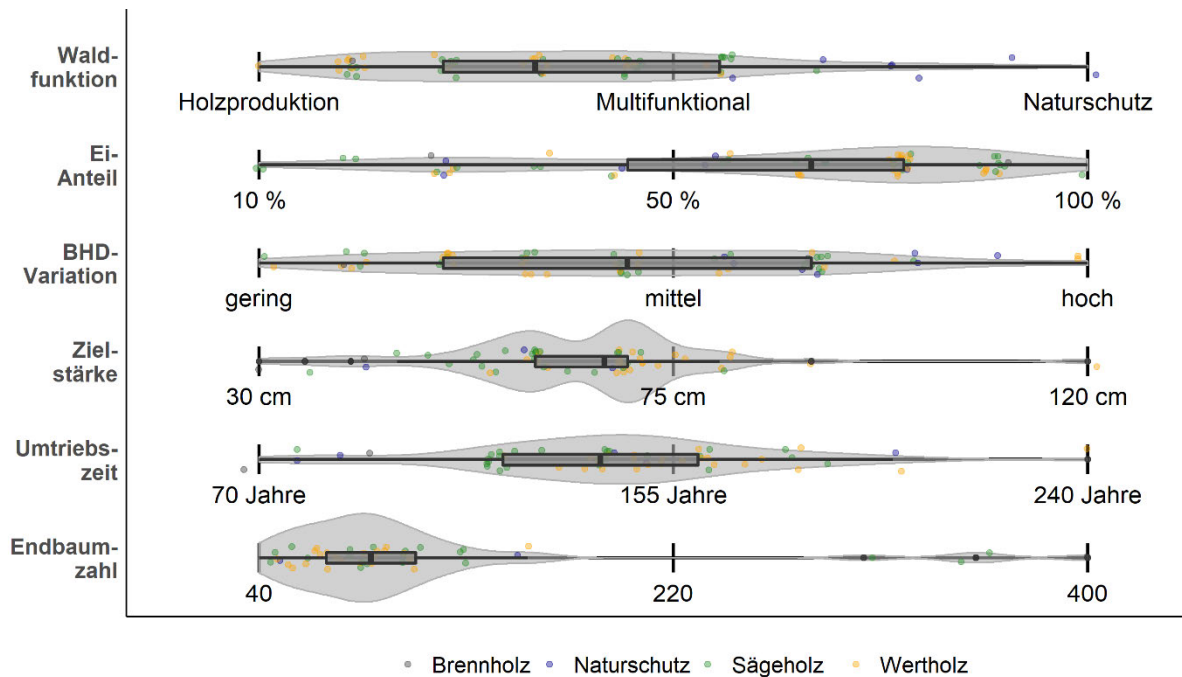 Wald-
funktion
Holzproduktion Multifunktional Naturschutz
Ei-
Anteil
10 % 50 % 100 %
BHD-
Variation
gering mittel hoch
Ziel-
stärke
30 cm 75 cm 120 cm
Umtriebs-
zeit
70 Jahre 155 Jahre 240 Jahre
Endbaum-
zahl
40 220 400
Brennholz Naturschutz Sägeholz Wertholz